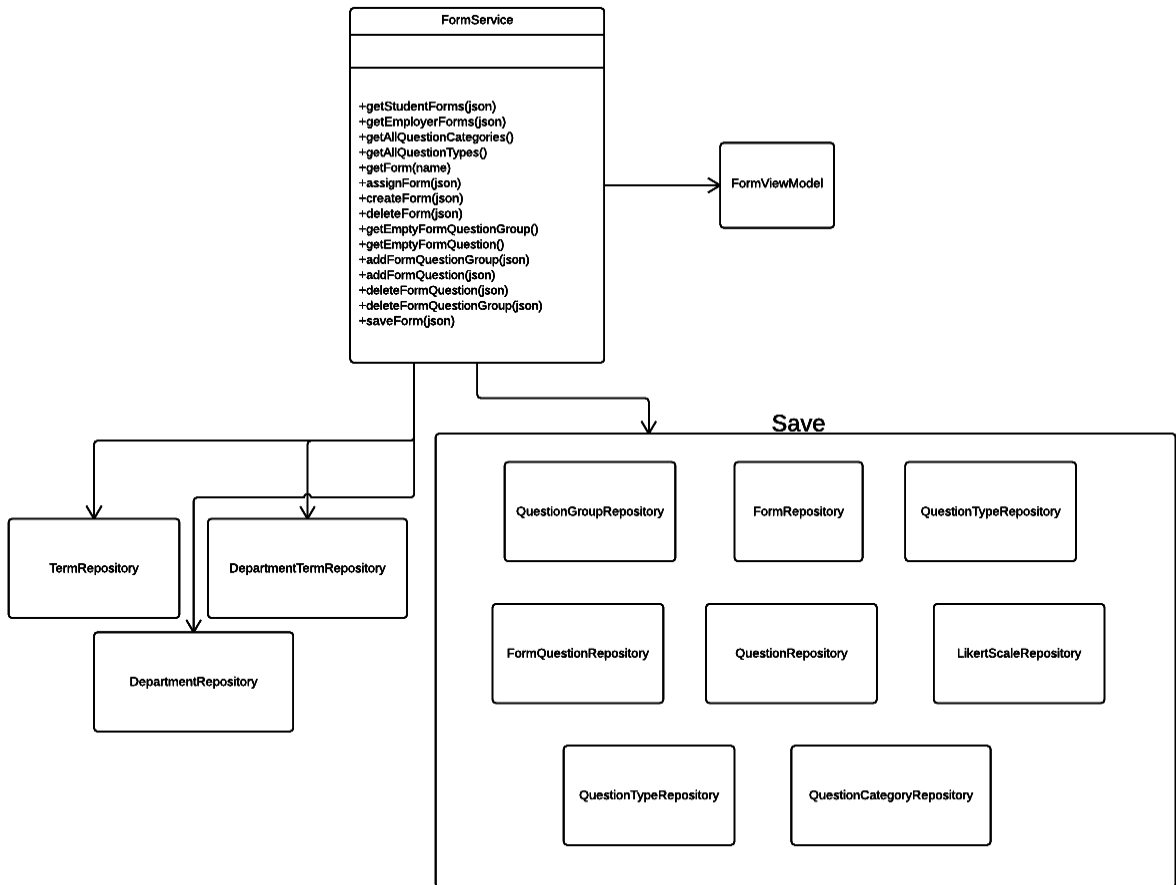 FormService
+getStudentForms(json)
+getEmployerForms(json)
+getAllQuestionCategories()
+getAllQuestionTypes()
+getForm(name)
+assignForm(json)
+createForm(json)
+deleteForm(json)
+getEmptyFormQuestionGroup()
+getEmptyFormQuestion()
+addFormQuestionGroup(json)
+addFormQuestion(json)
+deleteFormQuestion(json)
+deleteFormQuestionGroup(json)
+saveForm(json)
FormViewModel
Save
QuestionGroupRepository
FormRepository
QuestionTypeRepository
TermRepository
DepartmentTermRepository
FormQuestionRepository
QuestionRepository
LikertScaleRepository
DepartmentRepository
QuestionTypeRepository
QuestionCategoryRepository